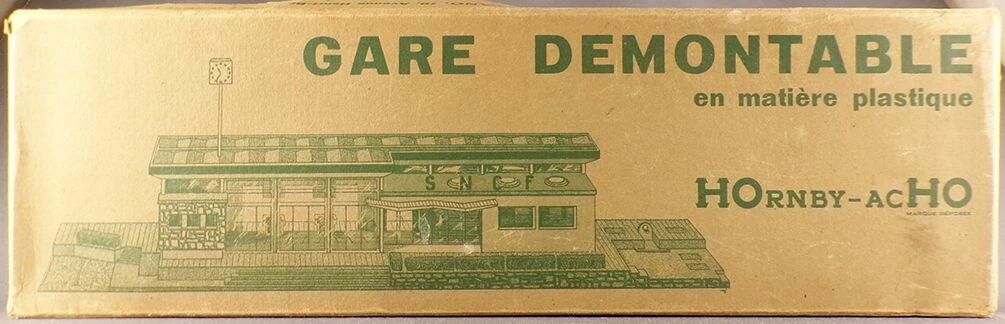 GARE DEMONTABLE
en matière plastique
SNCF
HORNBY-ACHO
MARQUE DÉPOSÉE